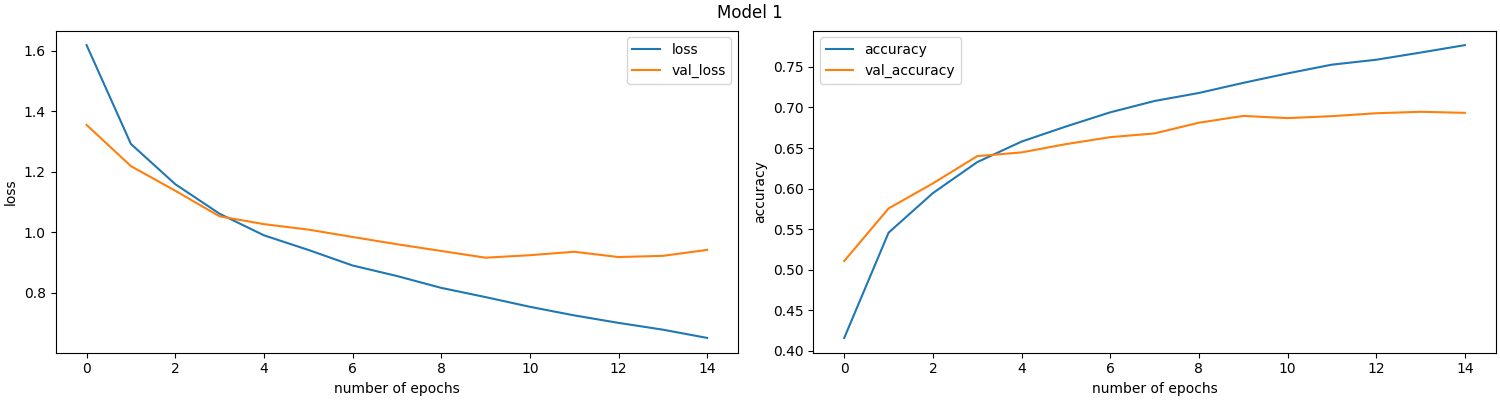 Model 1
loss
val_loss
1.6
1.4
1.2
1.0
0.8
loss
0 2 4 6 8 10 12 14
number of epochs
accuracy
val_accuracy
0.75
0.70
0.65
0.60
0.55
0.50
0.45
0.40
accuracy
0 2 4 6 8 10 12 14
number of epochs